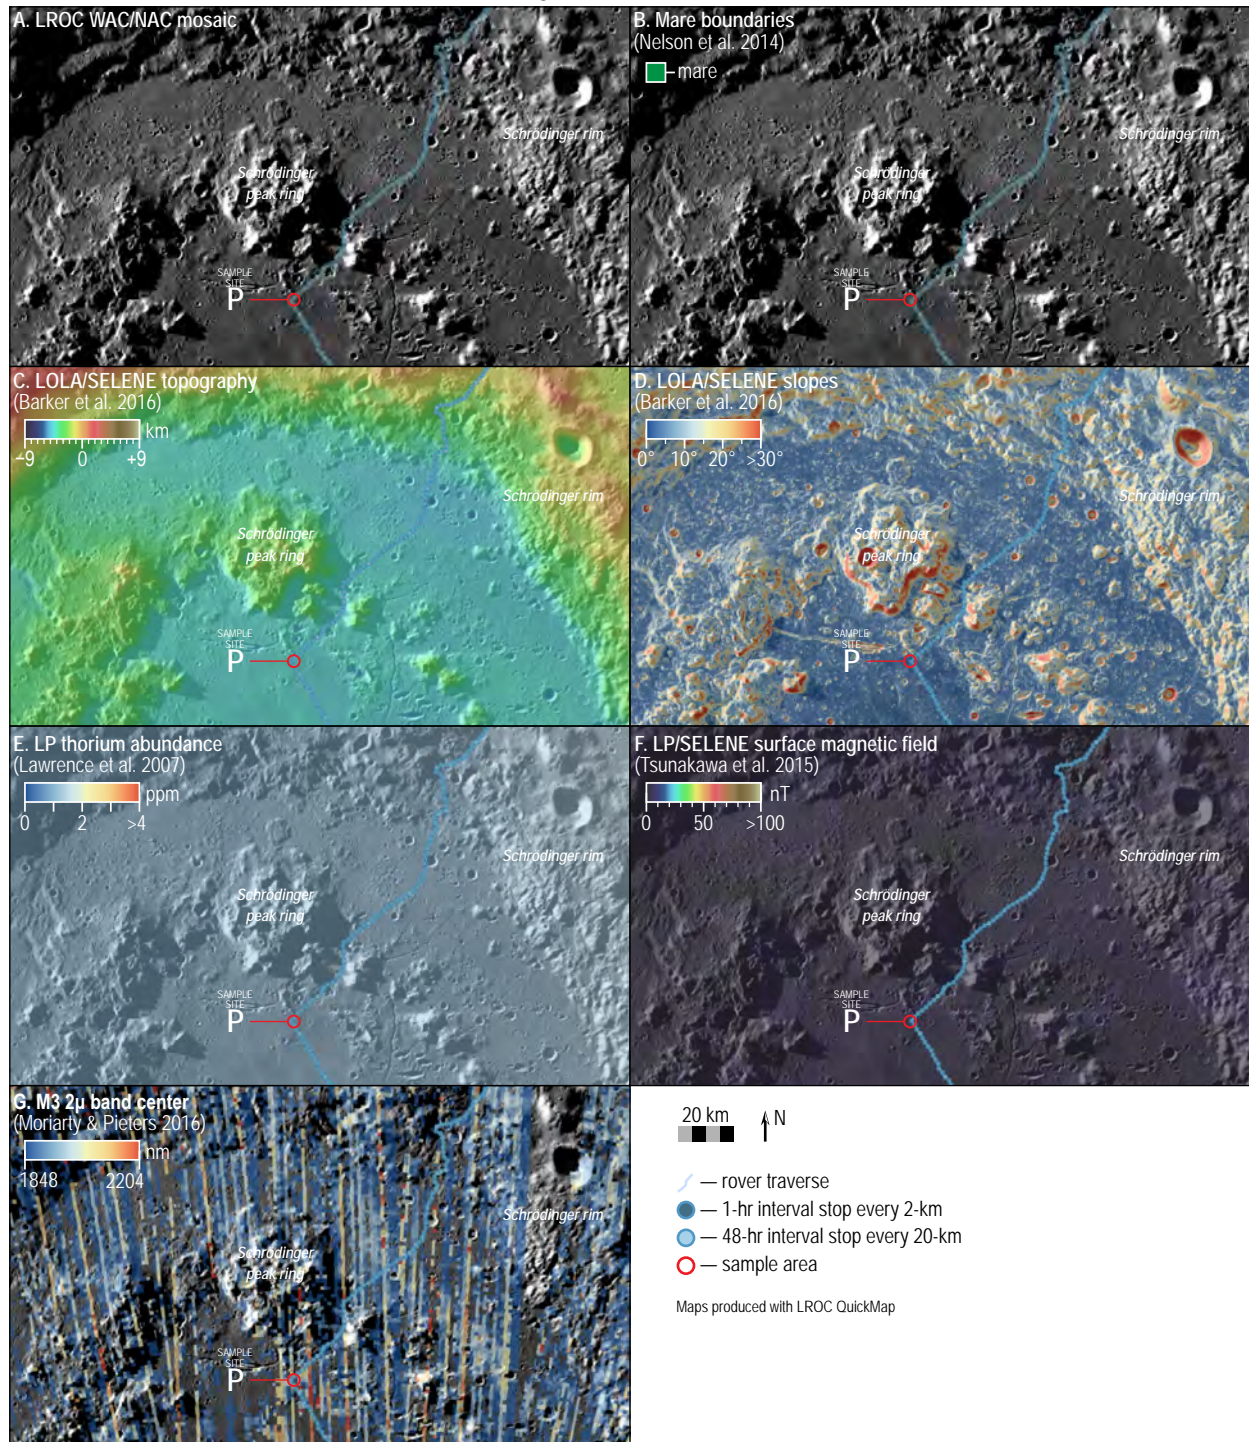 A. LROC WAC/NAC mosaic
Schrödinger rim
Schrödinger
peak ring
SAMPLE
SITE
P
B. Mare boundaries
(Nelson et al. 2014)
mare
Schrödinger rim
Schrödinger
peak ring
SAMPLE
SITE
P
C. LOLA/SELENE topography
(Barker et al. 2016)
km
−9 0 +9
Schrödinger rim
Schrödinger
peak ring
SAMPLE
SITE
P
D. LOLA/SELENE slopes
(Barker et al. 2016)
0° 10° 20° >30°
Schrödinger rim
Schrödinger
peak ring
SAMPLE
SITE
P
E. LP thorium abundance
(Lawrence et al. 2007)
ppm
0 2 >4
Schrödinger rim
Schrödinger
peak ring
SAMPLE
SITE
P
F. LP/SELENE surface magnetic field
(Tsunakawa et al. 2015)
nT
0 50 >100
Schrödinger rim
Schrödinger
peak ring
SAMPLE
SITE
P
G. M3 2µ band center
(Moriarty & Pieters 2016)
nm
1848 2204
Schrödinger rim
Schrödinger
peak ring
SAMPLE
SITE
P
20 km
N
— rover traverse
— 1-hr interval stop every 2-km
— 48-hr interval stop every 20-km
— sample area
Maps produced with LROC QuickMap